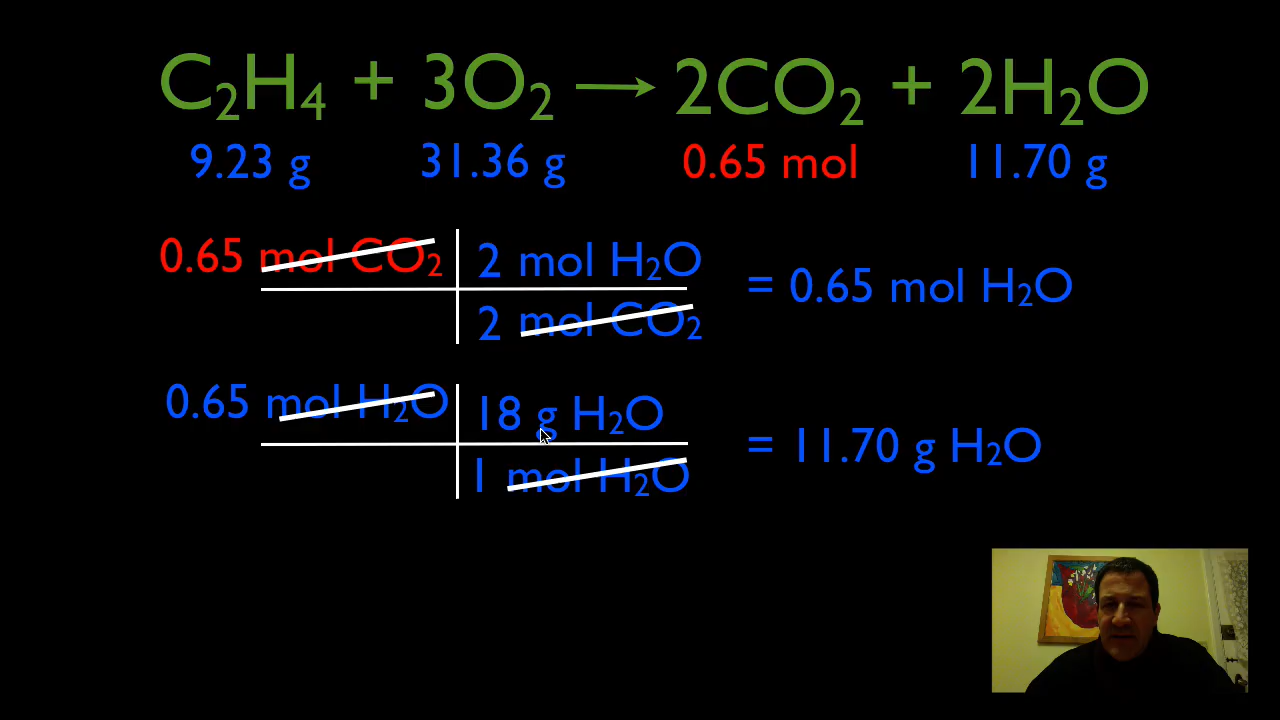 C₂H₄ + 3O₂ → 2CO₂ + 2H₂O
9.23 g 31.36 g 0.65 mol 11.70 g
0.65 mol CO₂ 2 mol H₂O
= 0.65 mol H₂O
2 mol CO₂
0.65 mol H₂O 18 g H₂O
= 11.70 g H₂O
1 mol H₂O